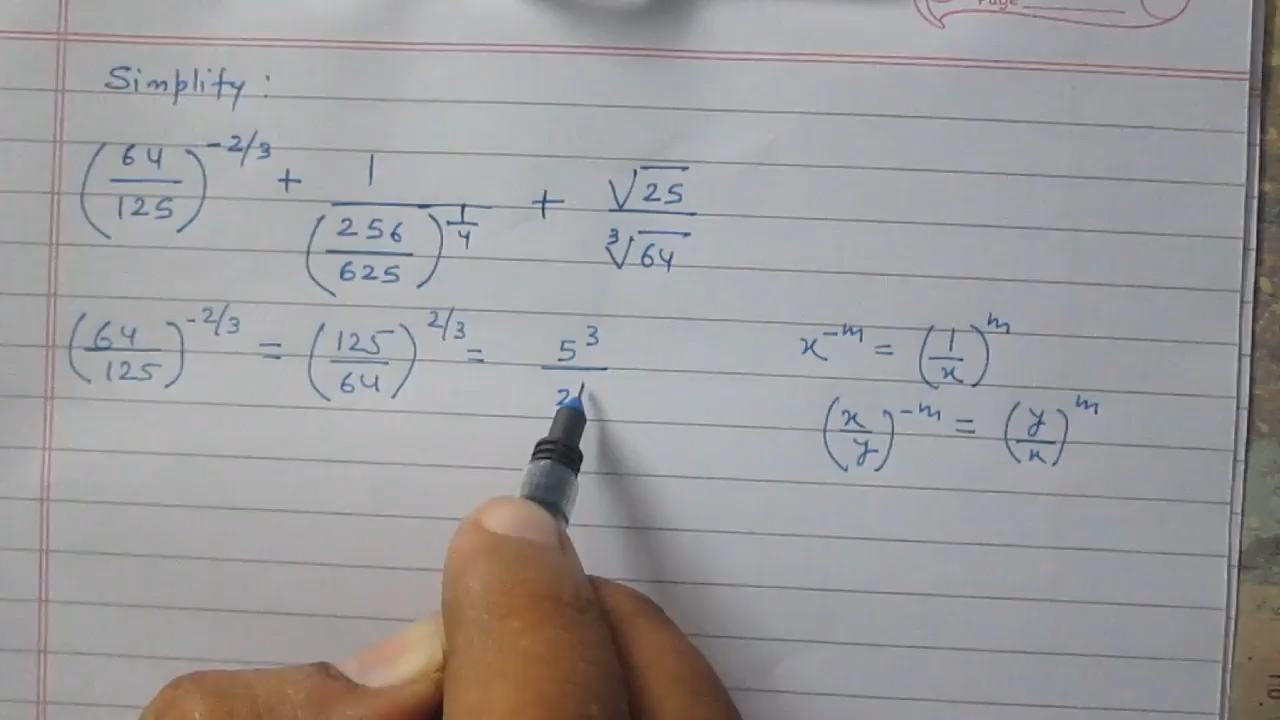 Page
Simplify :
(64/125)^-2/3 + 1/(256/625)^1/4 + √25/∛64
(64/125)^-2/3 = (125/64)^2/3 = 5^3/
x^-m = (1/x)^m
(x/y)^-m = (y/x)^m